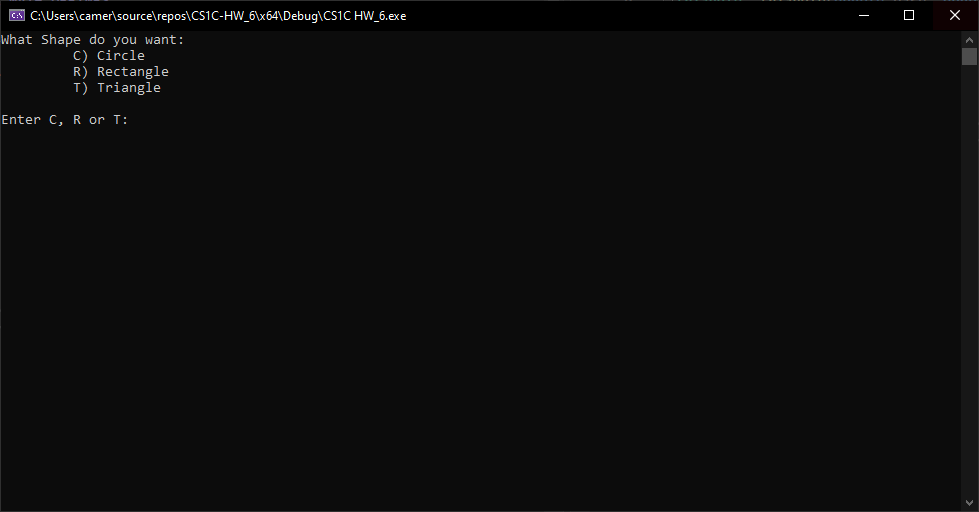 C:\Users\camer\source\repos\CS1C-HW_6\x64\Debug\CS1C HW_6.exe
What Shape do you want:
C) Circle
R) Rectangle
T) Triangle
Enter C, R or T: